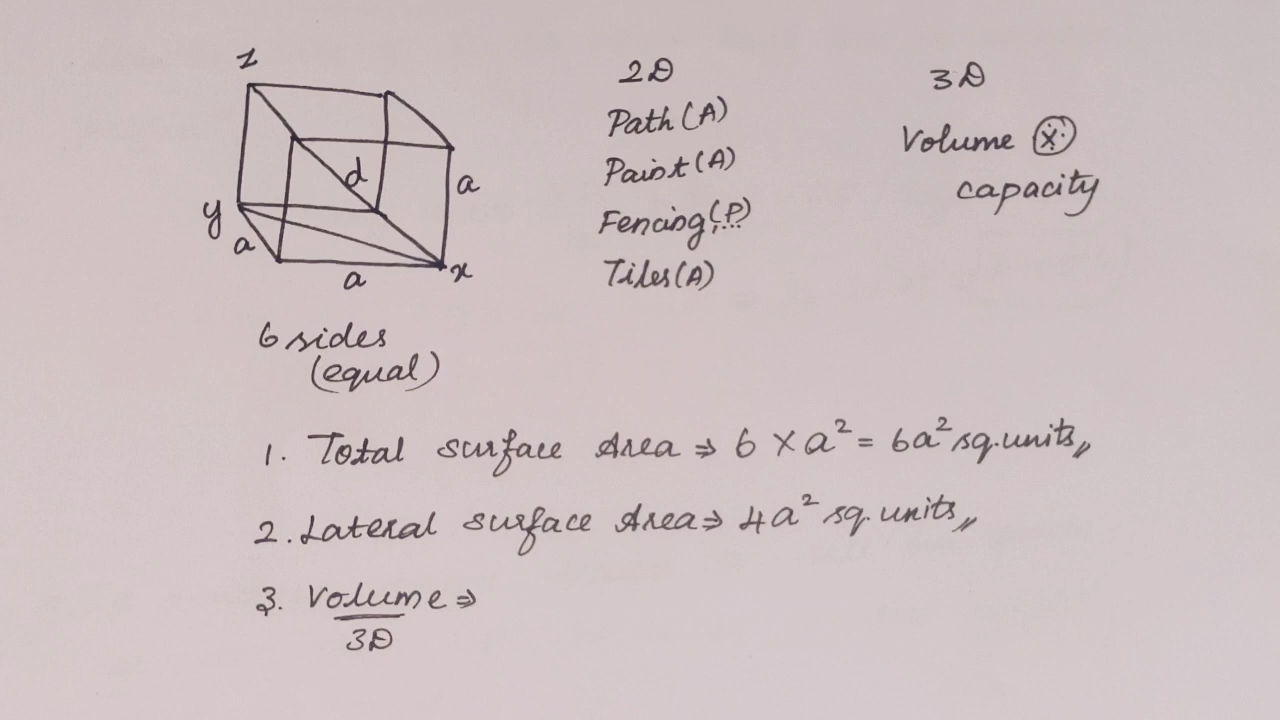 z
y
a
d
a
a
x
6 sides
(equal)
2D
Path (A)
Paint (A)
Fencing (P)
Tiles (A)
3D
Volume (x)
capacity
1. Total surface Area ⇒ 6 × a² = 6a² sq.units,,
2. Lateral surface Area ⇒ 4a² sq.units,,
3. Volume ⇒
3D